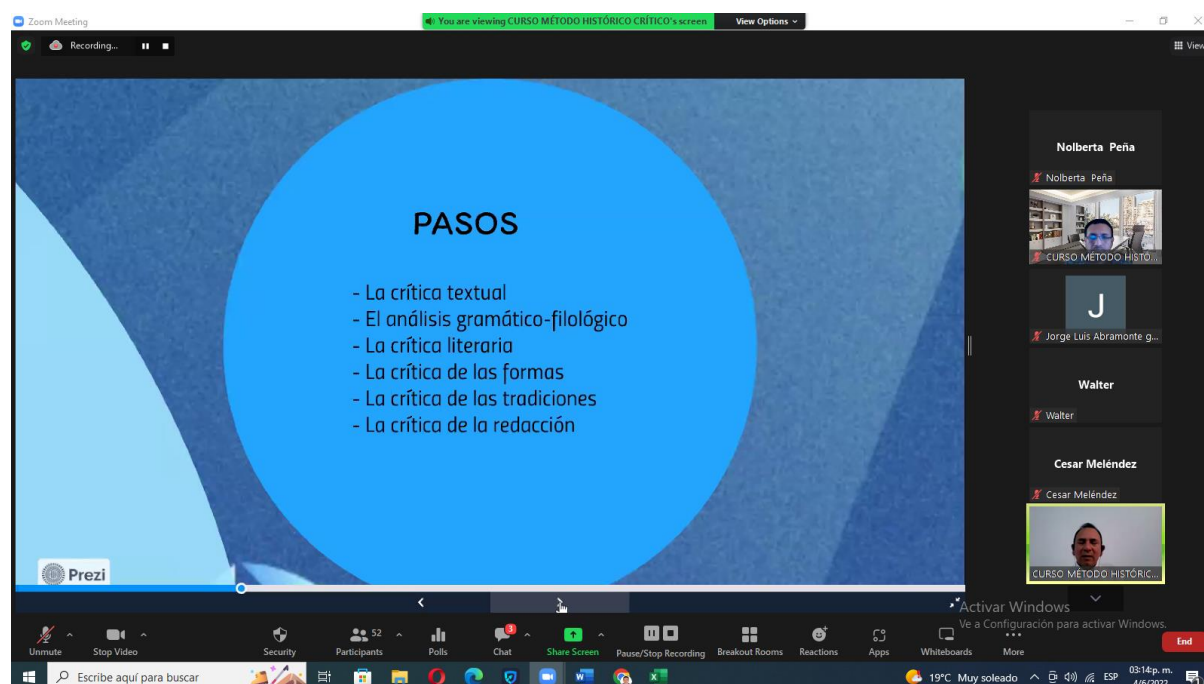 Zoom Meeting
You are viewing CURSO MÉTODO HISTÓRICO CRÍTICO's screen
View Options
Recording...
View
PASOS
- La crítica textual
- El análisis gramático-filológico
- La crítica literaria
- La crítica de las formas
- La crítica de las tradiciones
- La crítica de la redacción
Prezi
Nolberta Peña
Nolberta Peña
CURSO MÉTODO HISTÓ...
J
Jorge Luis Abramonte g...
Walter
Walter
Cesar Meléndez
Cesar Meléndez
CURSO MÉTODO HISTÓRIC...
Activar Windows
Ve a Configuración para activar Windows.
Unmute
Stop Video
Security
52
Participants
Polls
3
Chat
Share Screen
Pause/Stop Recording
Breakout Rooms
Reactions
Apps
Whiteboards
More
End
Escribe aquí para buscar
19°C Muy soleado
ESP
03:14 p. m.
4/6/2022